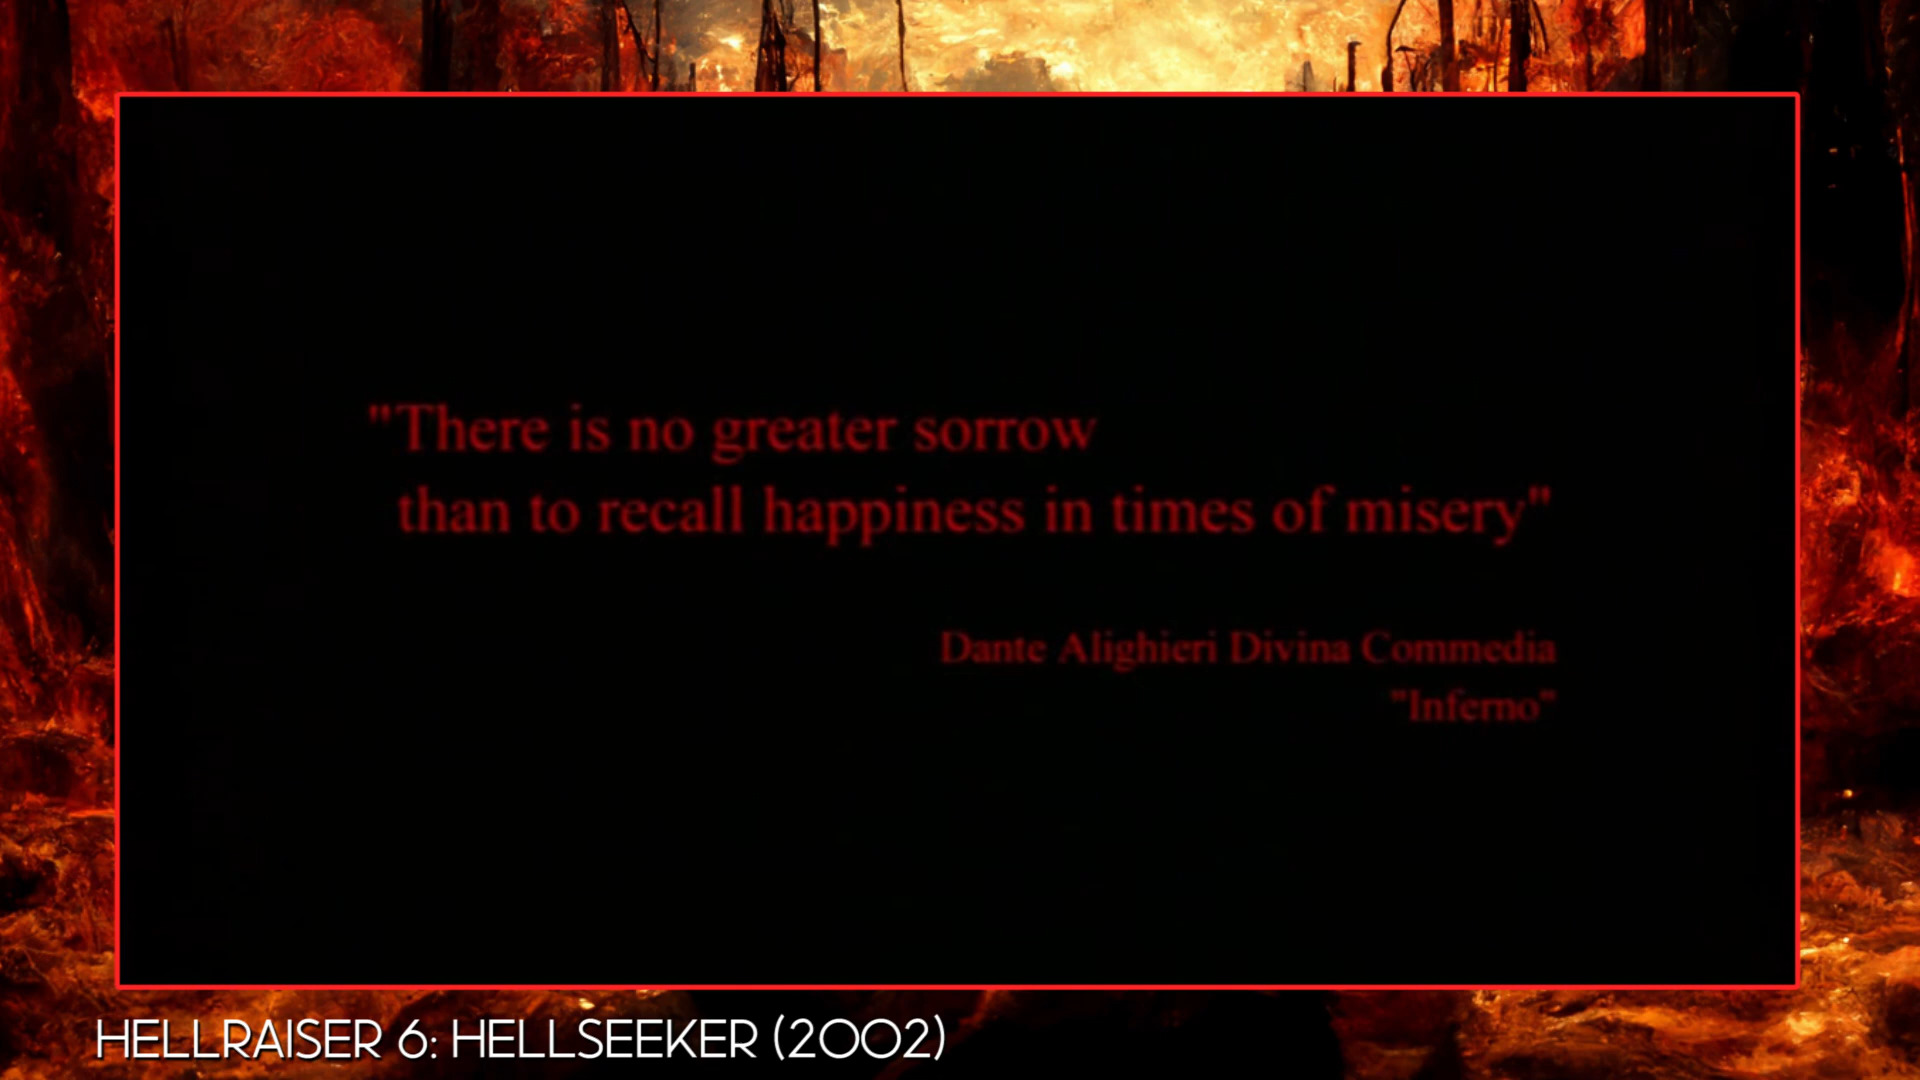 "There is no greater sorrow
than to recall happiness in times of misery"
Dante Alighieri Divina Commedia
"Inferno"
HELLRAISER 6: HELLSEEKER (2002)